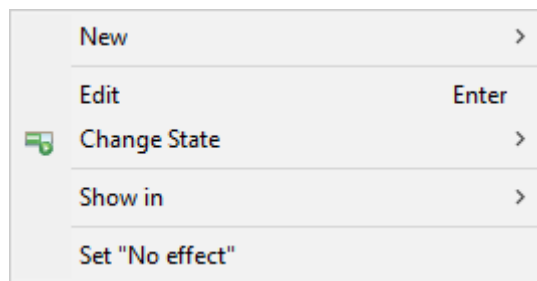 New
Edit Enter
Change State
Show in
Set "No effect"